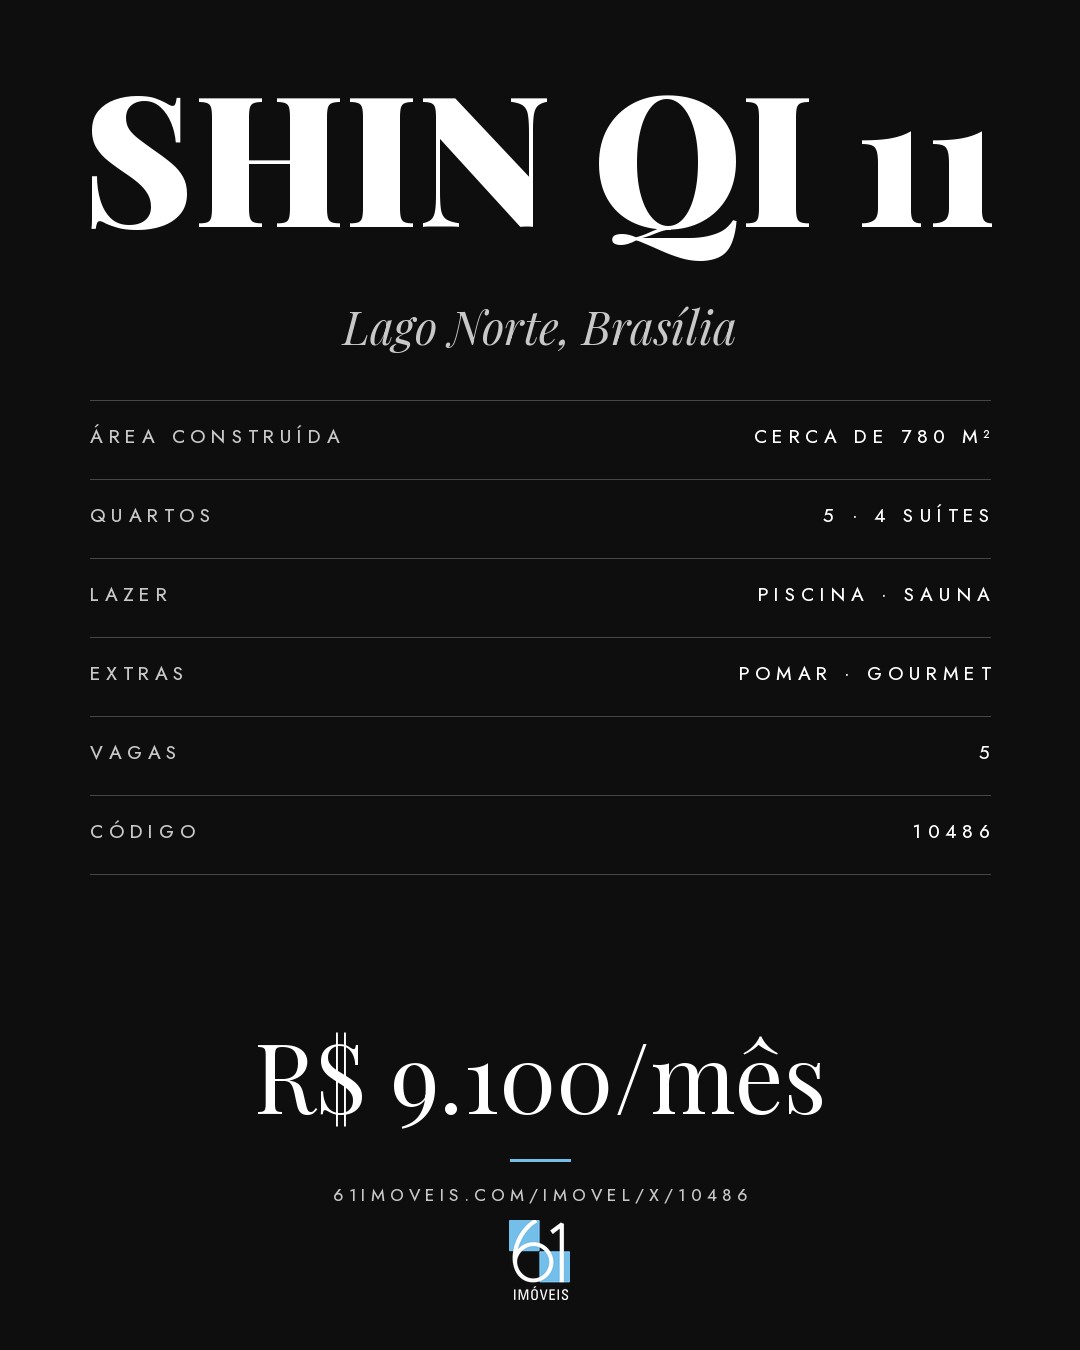 SHIN QI 11
Lago Norte, Brasília
ÁREA CONSTRUÍDA CERCA DE 780 M²
QUARTOS 5 · 4 SUÍTES
LAZER PISCINA · SAUNA
EXTRAS POMAR · GOURMET
VAGAS 5
CÓDIGO 10486
R$ 9.100/mês
61IMOVEIS.COM/IMOVEL/X/10486
61
IMÓVEIS